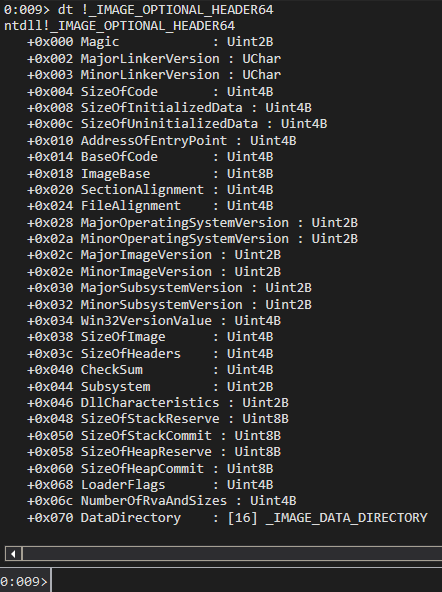 0:009> dt !_IMAGE_OPTIONAL_HEADER64
ntdll!_IMAGE_OPTIONAL_HEADER64
   +0x000 Magic            : Uint2B
   +0x002 MajorLinkerVersion : UChar
   +0x003 MinorLinkerVersion : UChar
   +0x004 SizeOfCode       : Uint4B
   +0x008 SizeOfInitializedData : Uint4B
   +0x00c SizeOfUninitializedData : Uint4B
   +0x010 AddressOfEntryPoint : Uint4B
   +0x014 BaseOfCode       : Uint4B
   +0x018 ImageBase        : Uint8B
   +0x020 SectionAlignment : Uint4B
   +0x024 FileAlignment    : Uint4B
   +0x028 MajorOperatingSystemVersion : Uint2B
   +0x02a MinorOperatingSystemVersion : Uint2B
   +0x02c MajorImageVersion : Uint2B
   +0x02e MinorImageVersion : Uint2B
   +0x030 MajorSubsystemVersion : Uint2B
   +0x032 MinorSubsystemVersion : Uint2B
   +0x034 Win32VersionValue : Uint4B
   +0x038 SizeOfImage      : Uint4B
   +0x03c SizeOfHeaders    : Uint4B
   +0x040 CheckSum         : Uint4B
   +0x044 Subsystem        : Uint2B
   +0x046 DllCharacteristics : Uint2B
   +0x048 SizeOfStackReserve : Uint8B
   +0x050 SizeOfStackCommit : Uint8B
   +0x058 SizeOfHeapReserve : Uint8B
   +0x060 SizeOfHeapCommit : Uint8B
   +0x068 LoaderFlags      : Uint4B
   +0x06c NumberOfRvaAndSizes : Uint4B
   +0x070 DataDirectory    : [16] _IMAGE_DATA_DIRECTORY
0:009>